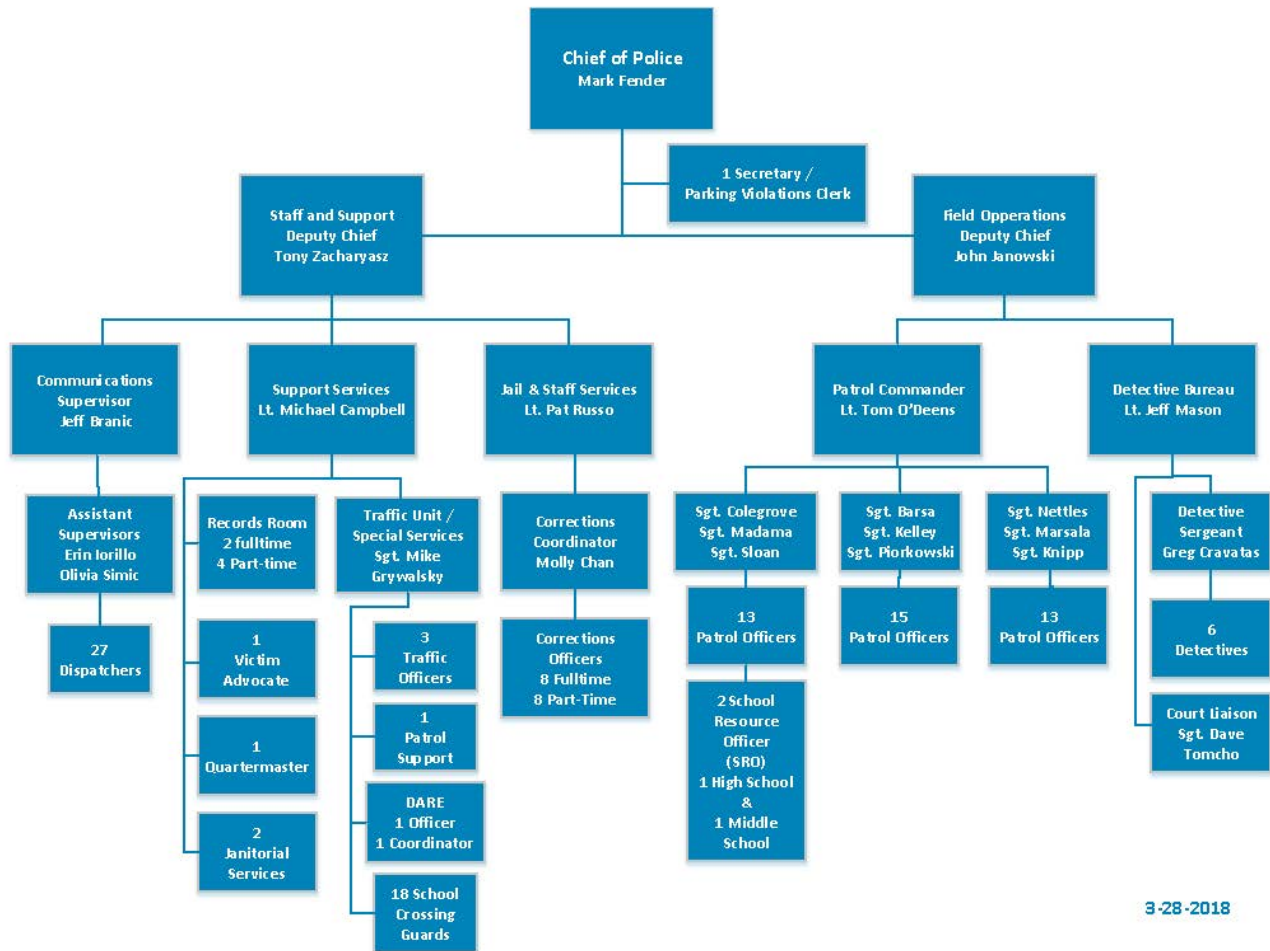 Chief of Police
Mark Fender
1 Secretary /
Parking Violations Clerk
Staff and Support
Deputy Chief
Tony Zacharyasz
Field Opperations
Deputy Chief
John Janowski
Communications
Supervisor
Jeff Branic
Support Services
Lt. Michael Campbell
Jail & Staff Services
Lt. Pat Russo
Patrol Commander
Lt. Tom O'Deens
Detective Bureau
Lt. Jeff Mason
Assistant
Supervisors
Erin Iorillo
Olivia Simic
27
Dispatchers
Records Room
2 fulltime
4 Part-time
1
Victim
Advocate
1
Quartermaster
2
Janitorial
Services
Traffic Unit /
Special Services
Sgt. Mike
Grywalsky
3
Traffic
Officers
1
Patrol
Support
DARE
1 Officer
1 Coordinator
18 School
Crossing
Guards
Corrections
Coordinator
Molly Chan
Corrections
Officers
8 Fulltime
8 Part-Time
Sgt. Colegrove
Sgt. Madama
Sgt. Sloan
13
Patrol Officers
2 School
Resource
Officer
(SRO)
1 High School
&
1 Middle
School
Sgt. Barsa
Sgt. Kelley
Sgt. Piorkowski
15
Patrol Officers
Sgt. Nettles
Sgt. Marsala
Sgt. Knipp
13
Patrol Officers
Detective
Sergeant
Greg Cravatas
6
Detectives
Court Liaison
Sgt. Dave
Tomcho
3-28-2018